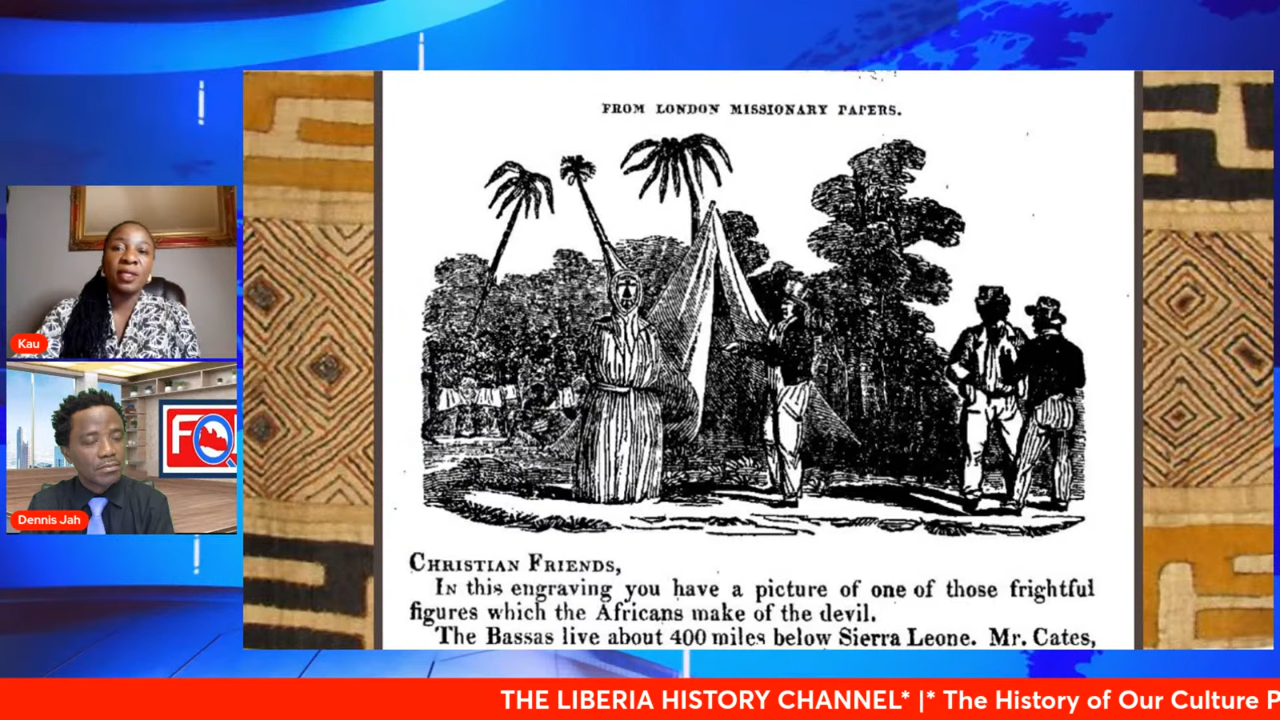 FROM LONDON MISSIONARY PAPERS.
Kau
Dennis Jah
CHRISTIAN FRIENDS,
In this engraving you have a picture of one of those frightful
figures which the Africans make of the devil.
The Bassas live about 400 miles below Sierra Leone. Mr. Cates,
THE LIBERIA HISTORY CHANNEL* |* The History of Our Culture P